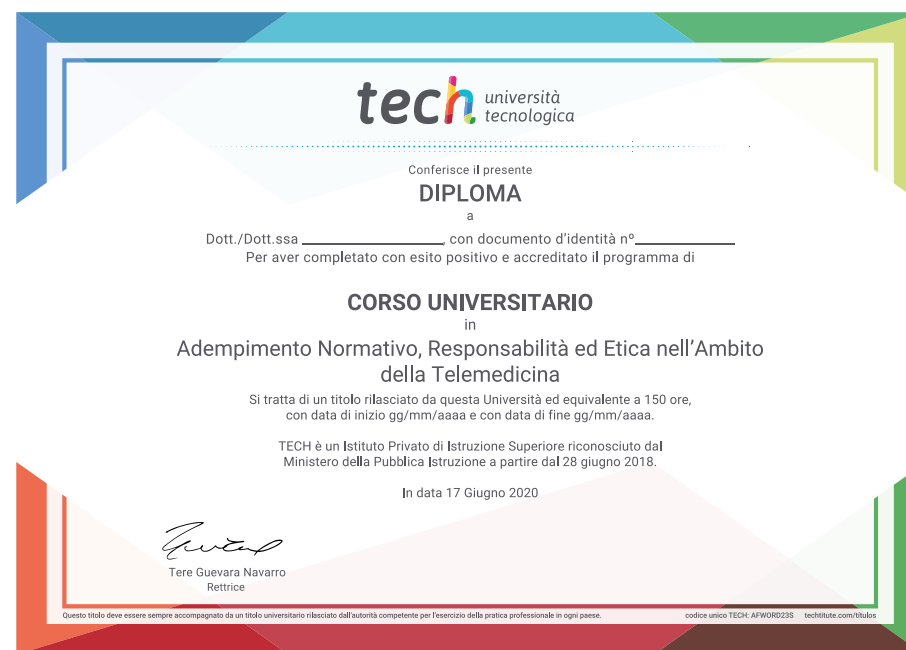 tech università
tecnologica
Conferisce il presente
DIPLOMA
a
Dott./Dott.ssa ____________________, con documento d'identità nº______________
Per aver completato con esito positivo e accreditato il programma di
CORSO UNIVERSITARIO
in
Adempimento Normativo, Responsabilità ed Etica nell'Ambito
della Telemedicina
Si tratta di un titolo rilasciato da questa Università ed equivalente a 150 ore,
con data di inizio gg/mm/aaaa e con data di fine gg/mm/aaaa.
TECH è un Istituto Privato di Istruzione Superiore riconosciuto dal
Ministero della Pubblica Istruzione a partire dal 28 giugno 2018.
In data 17 Giugno 2020
Tere Guevara Navarro
Rettrice
Questo titolo deve essere sempre accompagnato da un titolo universitario rilasciato dall'autorità competente per l'esercizio della pratica professionale in ogni paese. codice unico TECH: AFWORD23S techtitute.com/titulos